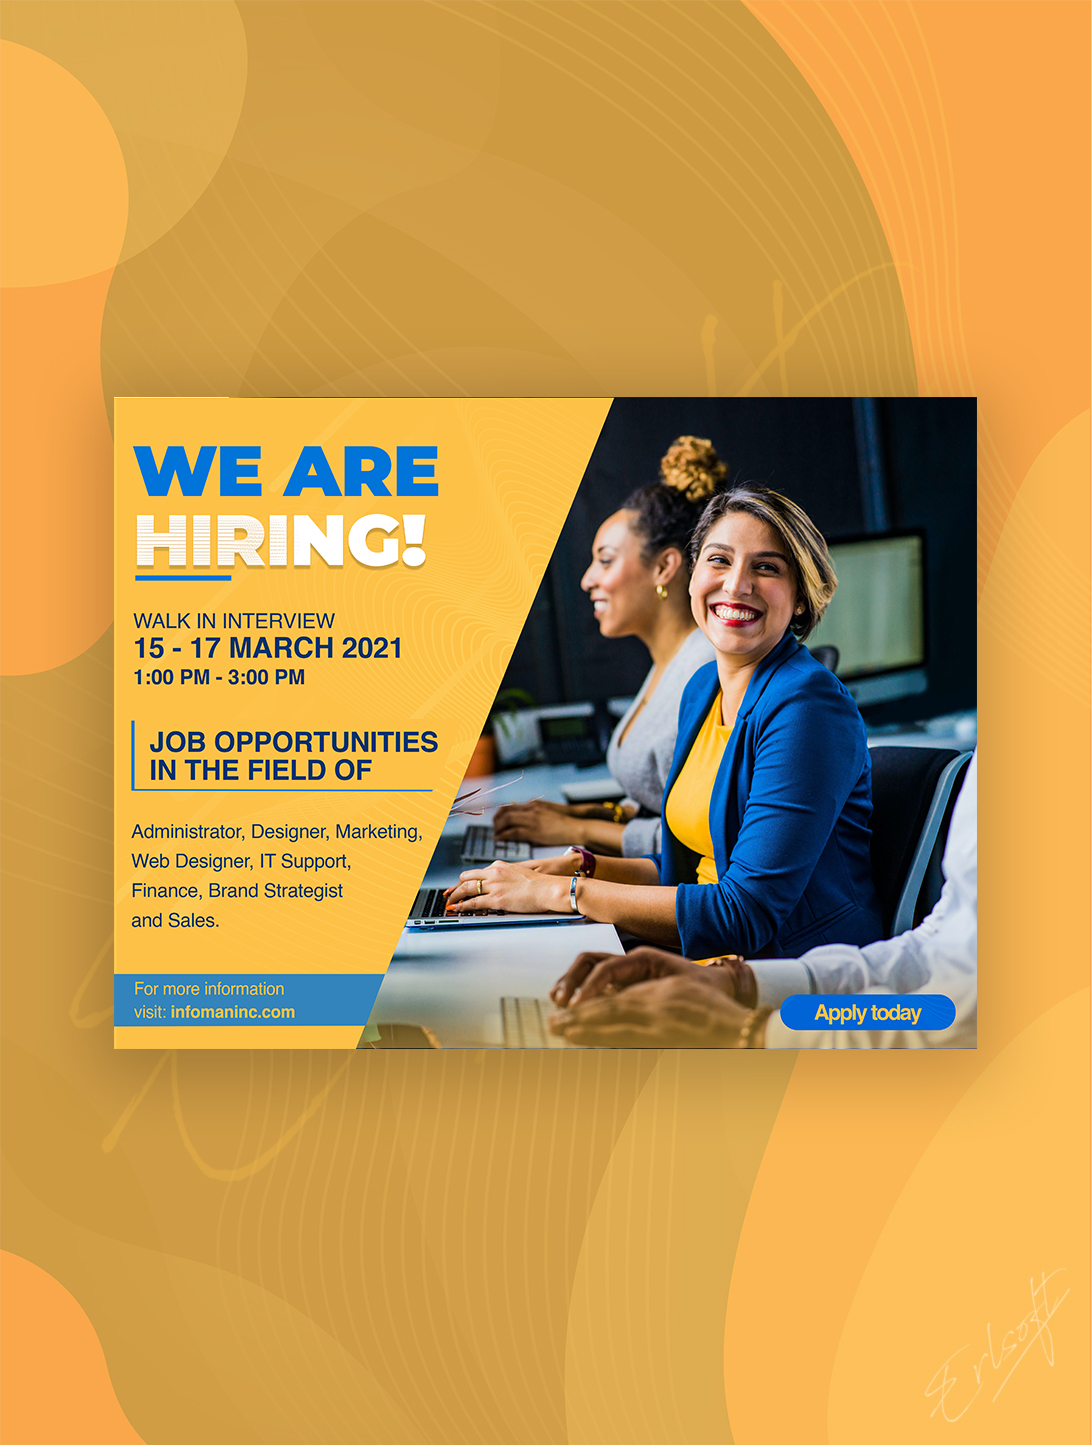 WE ARE
HIRING!
WALK IN INTERVIEW
15 - 17 MARCH 2021
1:00 PM - 3:00 PM
JOB OPPORTUNITIES
IN THE FIELD OF
Administrator, Designer, Marketing,
Web Designer, IT Support,
Finance, Brand Strategist
and Sales.
For more information
visit: infomaninc.com
Apply today
Erlsoft